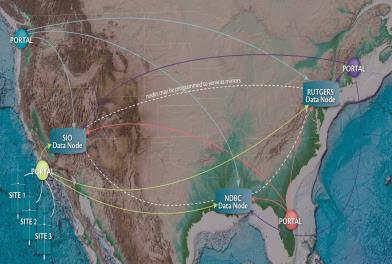 PORTAL
PORTAL
nodes may be programmed to serve as mirrors
RUTGERS
Data Node
SIO
Data Node
PORTAL
NDBC
Data Node
PORTAL
SITE 1
SITE 2
SITE 3